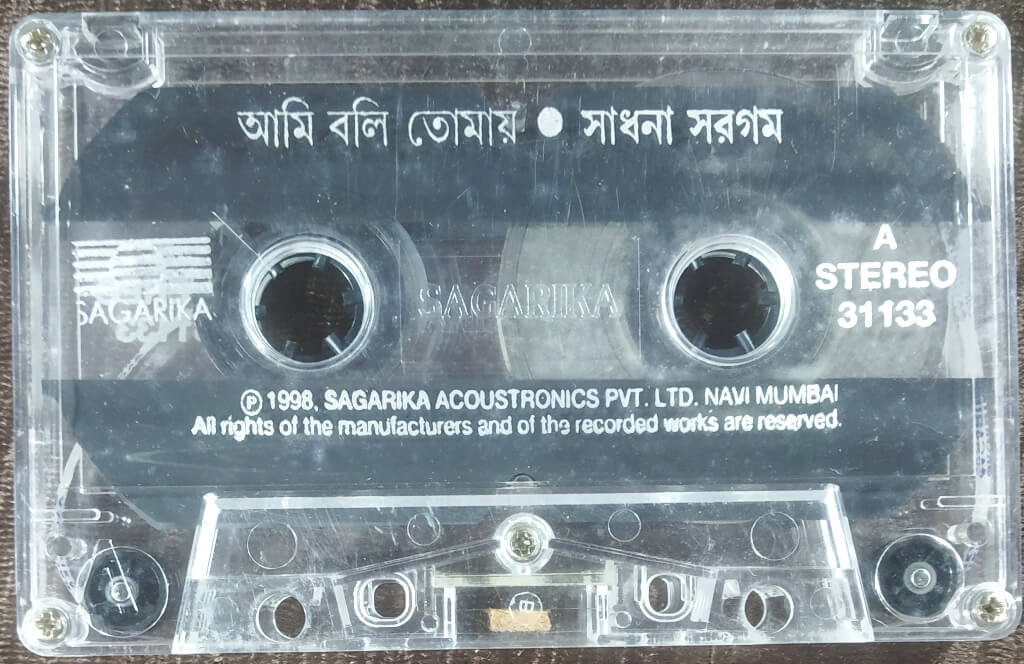 আমি বলি তোমায় ● সাধনা সরগম
SAGARIKA
SAGARIKA
A
STEREO
31133
Ⓟ 1998. SAGARIKA ACOUSTRONICS PVT. LTD. NAVI MUMBAI
All rights of the manufacturers and of the recorded works are reserved.